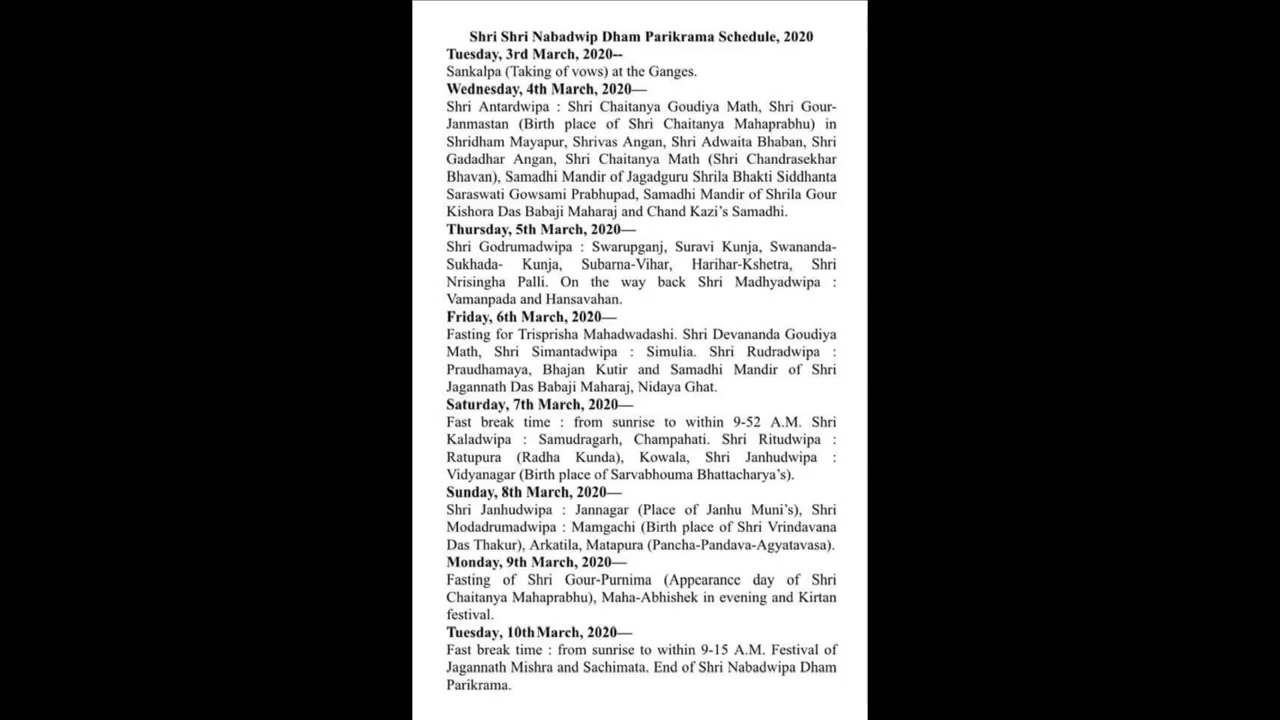 Shri Shri Nabadwip Dham Parikrama Schedule, 2020
Tuesday, 3rd March, 2020--
Sankalpa (Taking of vows) at the Ganges.
Wednesday, 4th March, 2020—
Shri Antardwipa : Shri Chaitanya Goudiya Math, Shri Gour-
Janmastan (Birth place of Shri Chaitanya Mahaprabhu) in
Shridham Mayapur, Shrivas Angan, Shri Adwaita Bhaban, Shri
Gadadhar Angan, Shri Chaitanya Math (Shri Chandrasekhar
Bhavan), Samadhi Mandir of Jagadguru Shrila Bhakti Siddhanta
Saraswati Gowsami Prabhupad, Samadhi Mandir of Shrila Gour
Kishora Das Babaji Maharaj and Chand Kazi's Samadhi.
Thursday, 5th March, 2020—
Shri Godrumadwipa : Swarupganj, Suravi Kunja, Swananda-
Sukhada- Kunja, Subarna-Vihar, Harihar-Kshetra, Shri
Nrisingha Palli. On the way back Shri Madhyadwipa :
Vamanpada and Hansavahan.
Friday, 6th March, 2020—
Fasting for Trisprisha Mahadwadashi. Shri Devananda Goudiya
Math, Shri Simantadwipa : Simulia. Shri Rudradwipa :
Praudhamaya, Bhajan Kutir and Samadhi Mandir of Shri
Jagannath Das Babaji Maharaj, Nidaya Ghat.
Saturday, 7th March, 2020—
Fast break time : from sunrise to within 9-52 A.M. Shri
Kaladwipa : Samudragarh, Champahati. Shri Ritudwipa :
Ratupura (Radha Kunda), Kowala, Shri Janhudwipa :
Vidyanagar (Birth place of Sarvabhouma Bhattacharya's).
Sunday, 8th March, 2020—
Shri Janhudwipa : Jannagar (Place of Janhu Muni's), Shri
Modadrumadwipa : Mamgachi (Birth place of Shri Vrindavana
Das Thakur), Arkatila, Matapura (Pancha-Pandava-Agyatavasa).
Monday, 9th March, 2020—
Fasting of Shri Gour-Purnima (Appearance day of Shri
Chaitanya Mahaprabhu), Maha-Abhishek in evening and Kirtan
festival.
Tuesday, 10th March, 2020—
Fast break time : from sunrise to within 9-15 A.M. Festival of
Jagannath Mishra and Sachimata. End of Shri Nabadwipa Dham
Parikrama.